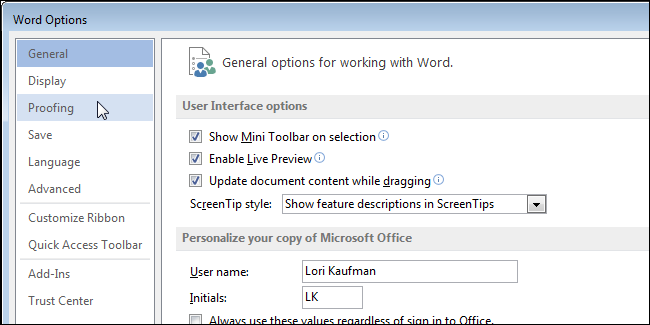 Word Options
General
Display
Proofing
Save
Language
Advanced
Customize Ribbon
Quick Access Toolbar
Add-Ins
Trust Center
General options for working with Word.
User Interface options
Show Mini Toolbar on selection
Enable Live Preview
Update document content while dragging
ScreenTip style: Show feature descriptions in ScreenTips
Personalize your copy of Microsoft Office
User name: Lori Kaufman
Initials: LK
Always use these values regardless of sign in to Office.